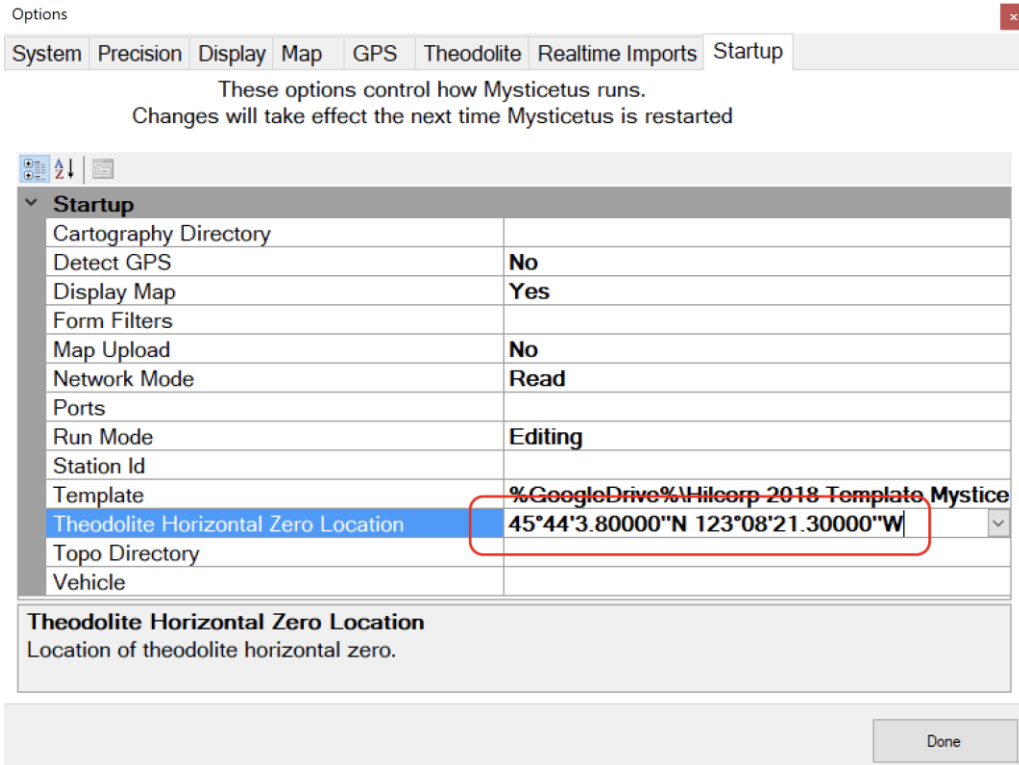 Options
System Precision Display Map GPS Theodolite Realtime Imports Startup
These options control how Mysticetus runs.
Changes will take effect the next time Mysticetus is restarted
Startup
Cartography Directory
Detect GPS No
Display Map Yes
Form Filters
Map Upload No
Network Mode Read
Ports
Run Mode Editing
Station Id
Template %GoogleDrive%\Hilcorp 2018 Template Mystice
Theodolite Horizontal Zero Location 45°44'3.80000"N 123°08'21.30000"W
Topo Directory
Vehicle
Theodolite Horizontal Zero Location
Location of theodolite horizontal zero.
Done